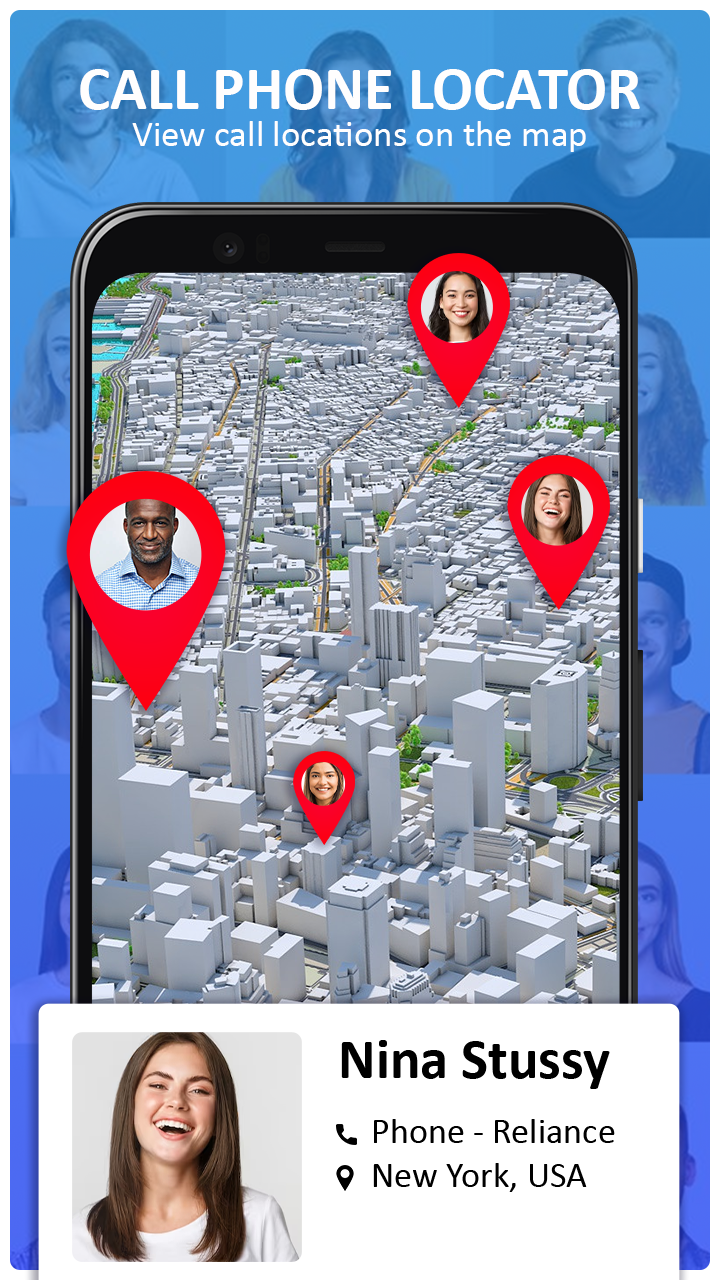 CALL PHONE LOCATOR
View call locations on the map
Nina Stussy
Phone - Reliance
New York, USA